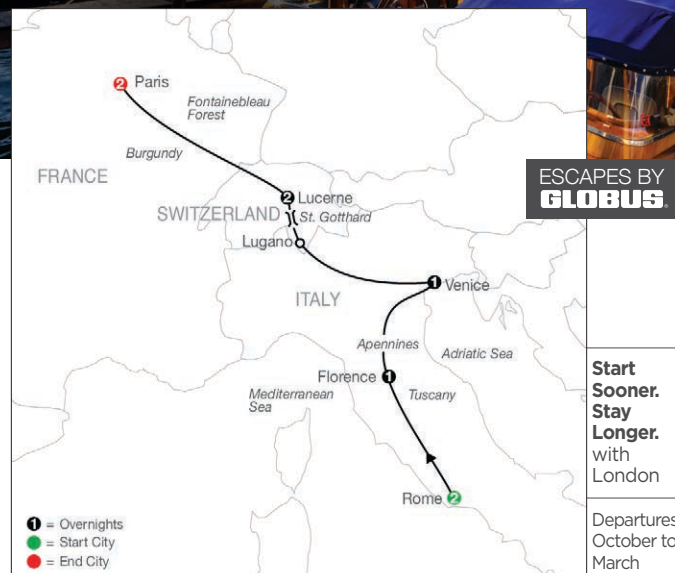 2 Paris
Fontainebleau
Forest
Burgundy
FRANCE
ESCAPES BY
GLOBUS.
2 Lucerne
SWITZERLAND
St. Gotthard
Lugano
1 Venice
ITALY
Apennines
Adriatic Sea
Florence 1
Mediterranean
Sea
Tuscany
Start
Sooner.
Stay
Longer.
with
London
Rome 2
1 = Overnights
= Start City
= End City
Departures
October to
March